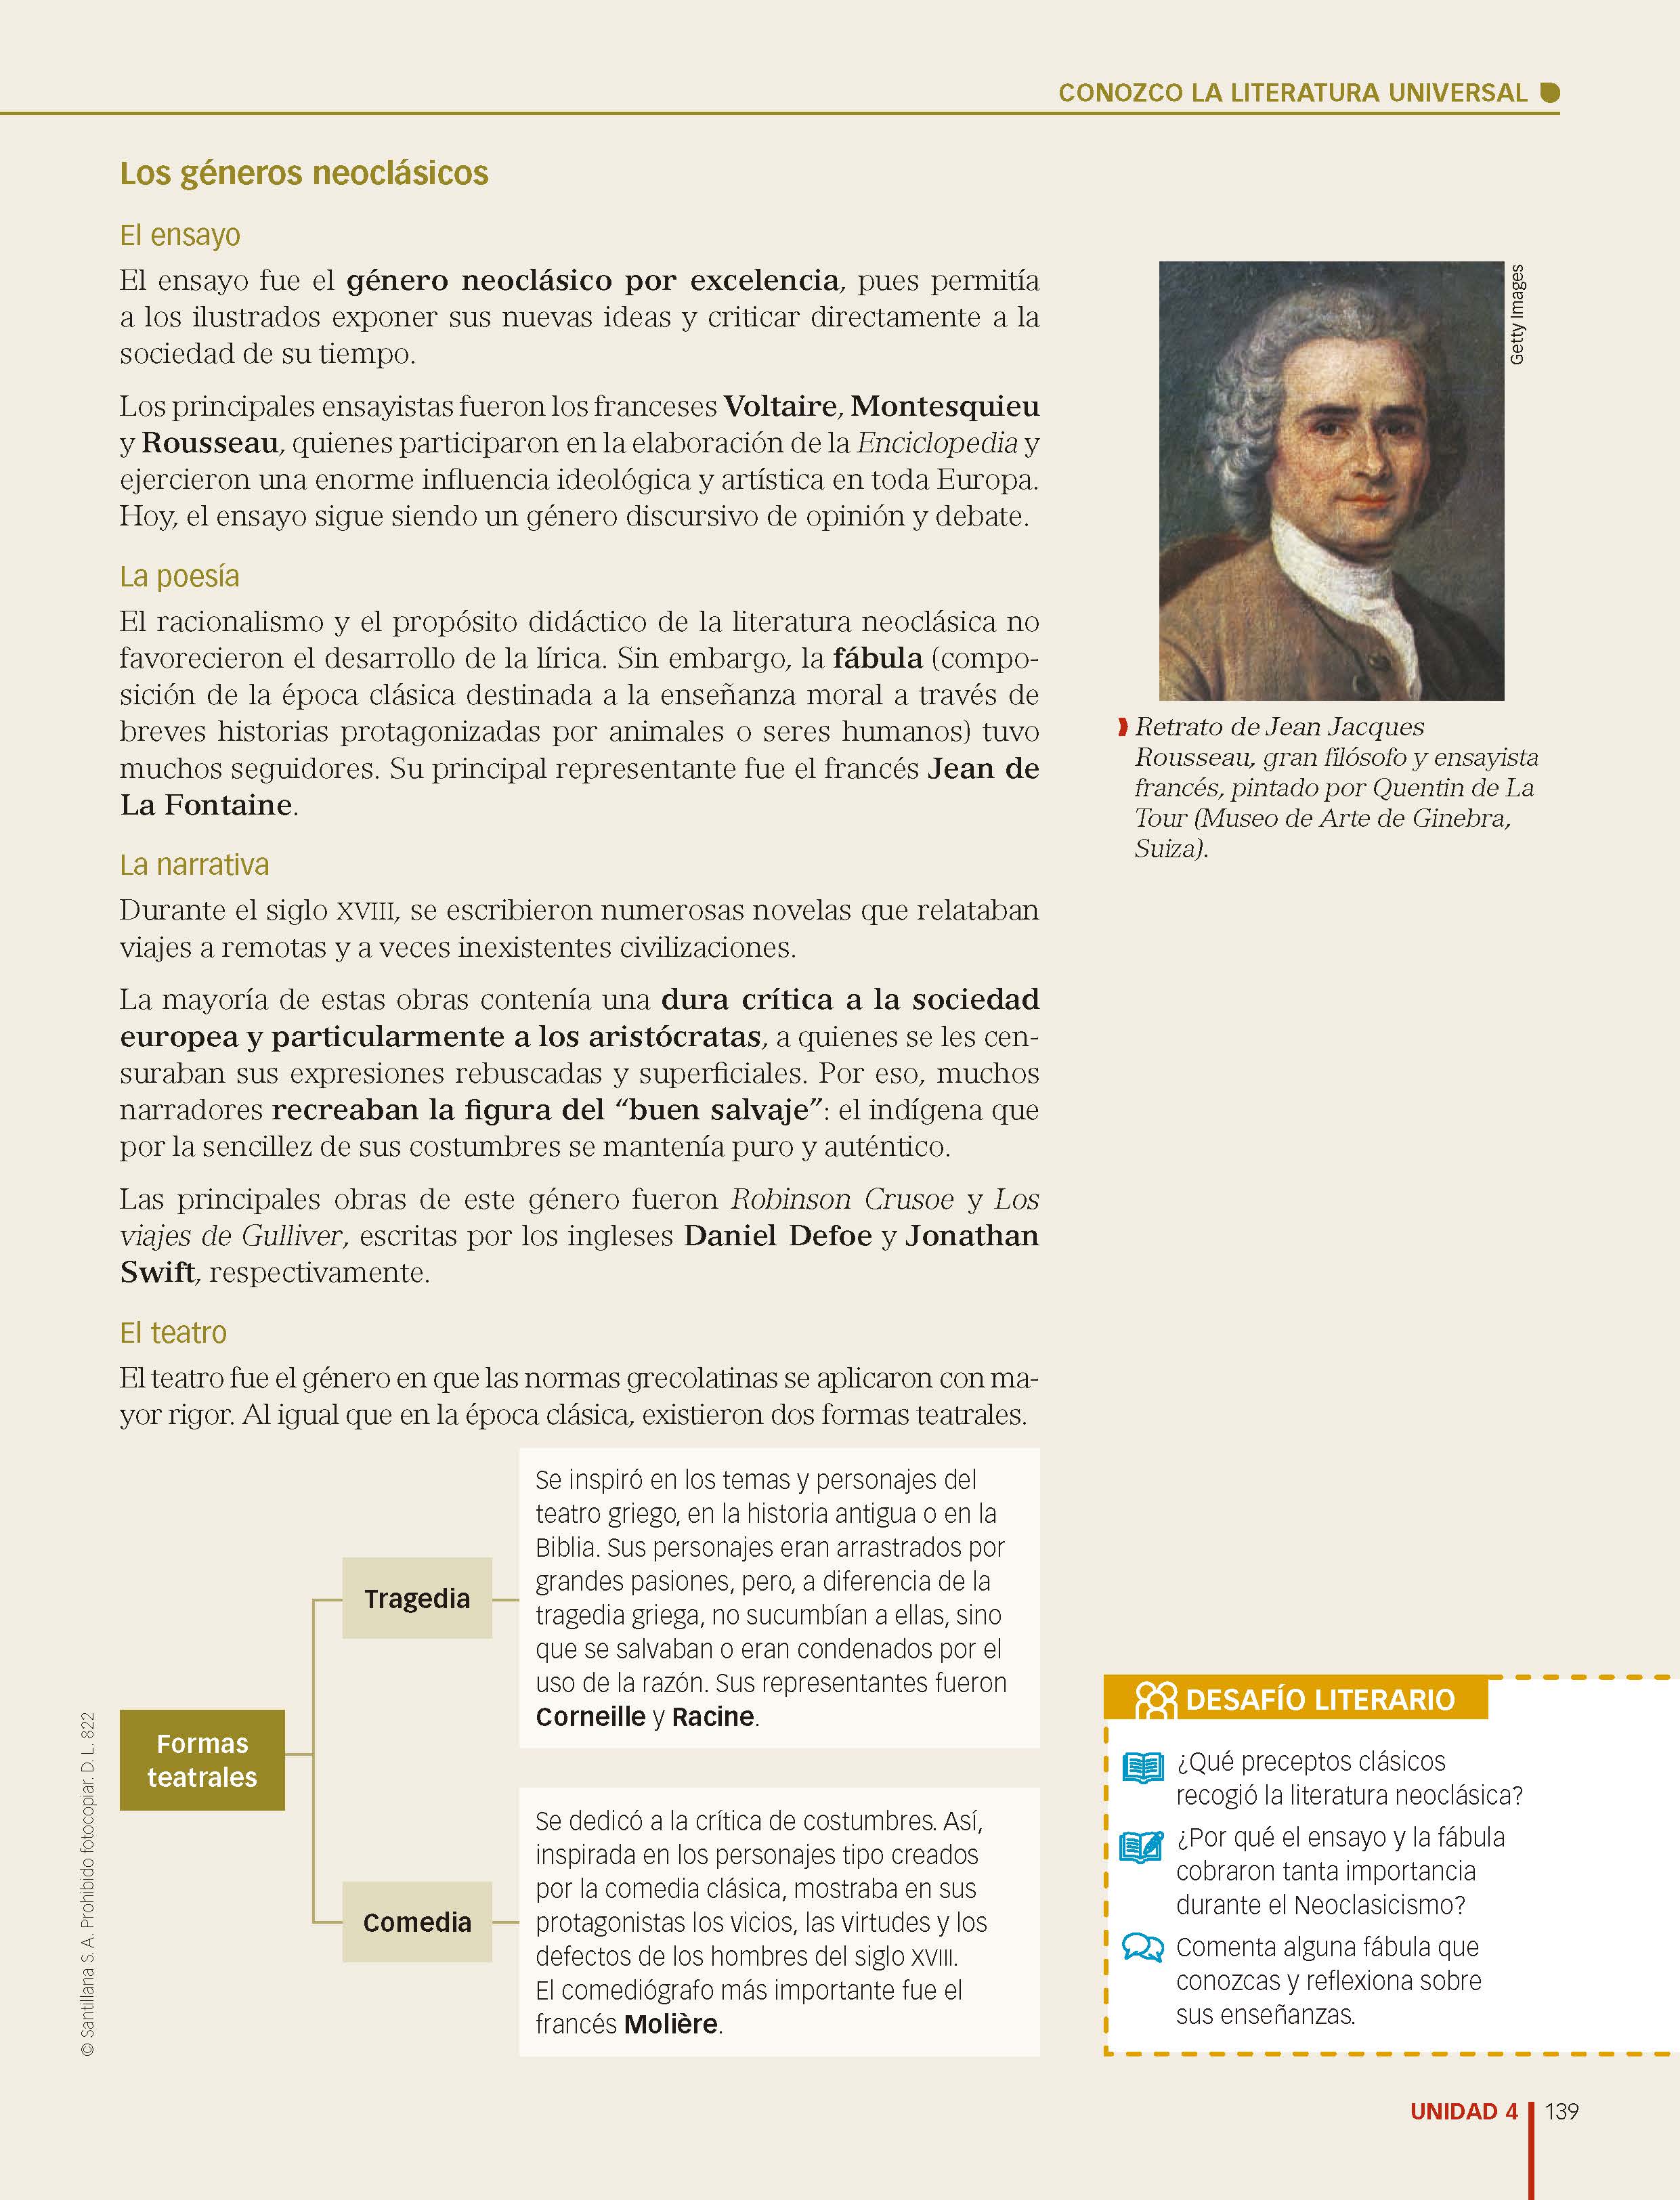 CONOZCO LA LITERATURA UNIVERSAL
Los géneros neoclásicos
El ensayo
El ensayo fue el género neoclásico por excelencia, pues permitía
a los ilustrados exponer sus nuevas ideas y criticar directamente a la
sociedad de su tiempo.
Los principales ensayistas fueron los franceses Voltaire, Montesquieu
y Rousseau, quienes participaron en la elaboración de la Enciclopedia y
ejercieron una enorme influencia ideológica y artística en toda Europa.
Hoy, el ensayo sigue siendo un género discursivo de opinión y debate.
La poesía
El racionalismo y el propósito didáctico de la literatura neoclásica no
favorecieron el desarrollo de la lírica. Sin embargo, la fábula (compo-
sición de la época clásica destinada a la enseñanza moral a través de
breves historias protagonizadas por animales o seres humanos) tuvo
muchos seguidores. Su principal representante fue el francés Jean de
La Fontaine.
La narrativa
Durante el siglo XVIII, se escribieron numerosas novelas que relataban
viajes a remotas y a veces inexistentes civilizaciones.
La mayoría de estas obras contenía una dura crítica a la sociedad
europea y particularmente a los aristócratas, a quienes se les cen-
suraban sus expresiones rebuscadas y superficiales. Por eso, muchos
narradores recreaban la figura del “buen salvaje”: el indígena que
por la sencillez de sus costumbres se mantenía puro y auténtico.
Las principales obras de este género fueron Robinson Crusoe y Los
viajes de Gulliver, escritas por los ingleses Daniel Defoe y Jonathan
Swift, respectivamente.
El teatro
El teatro fue el género en que las normas grecolatinas se aplicaron con ma-
yor rigor. Al igual que en la época clásica, existieron dos formas teatrales.
Formas
teatrales
Tragedia
Se inspiró en los temas y personajes del
teatro griego, en la historia antigua o en la
Biblia. Sus personajes eran arrastrados por
grandes pasiones, pero, a diferencia de la
tragedia griega, no sucumbían a ellas, sino
que se salvaban o eran condenados por el
uso de la razón. Sus representantes fueron
Corneille y Racine.
Comedia
Se dedicó a la crítica de costumbres. Así,
inspirada en los personajes tipo creados
por la comedia clásica, mostraba en sus
protagonistas los vicios, las virtudes y los
defectos de los hombres del siglo XVIII.
El comediógrafo más importante fue el
francés Molière.
Getty Images
Retrato de Jean Jacques
Rousseau, gran filósofo y ensayista
francés, pintado por Quentin de La
Tour (Museo de Arte de Ginebra,
Suiza).
DESAFÍO LITERARIO
¿Qué preceptos clásicos
recogió la literatura neoclásica?
¿Por qué el ensayo y la fábula
cobraron tanta importancia
durante el Neoclasicismo?
Comenta alguna fábula que
conozcas y reflexiona sobre
sus enseñanzas.
© Santillana S. A. Prohibido fotocopiar. D. L. 822
UNIDAD 4 139